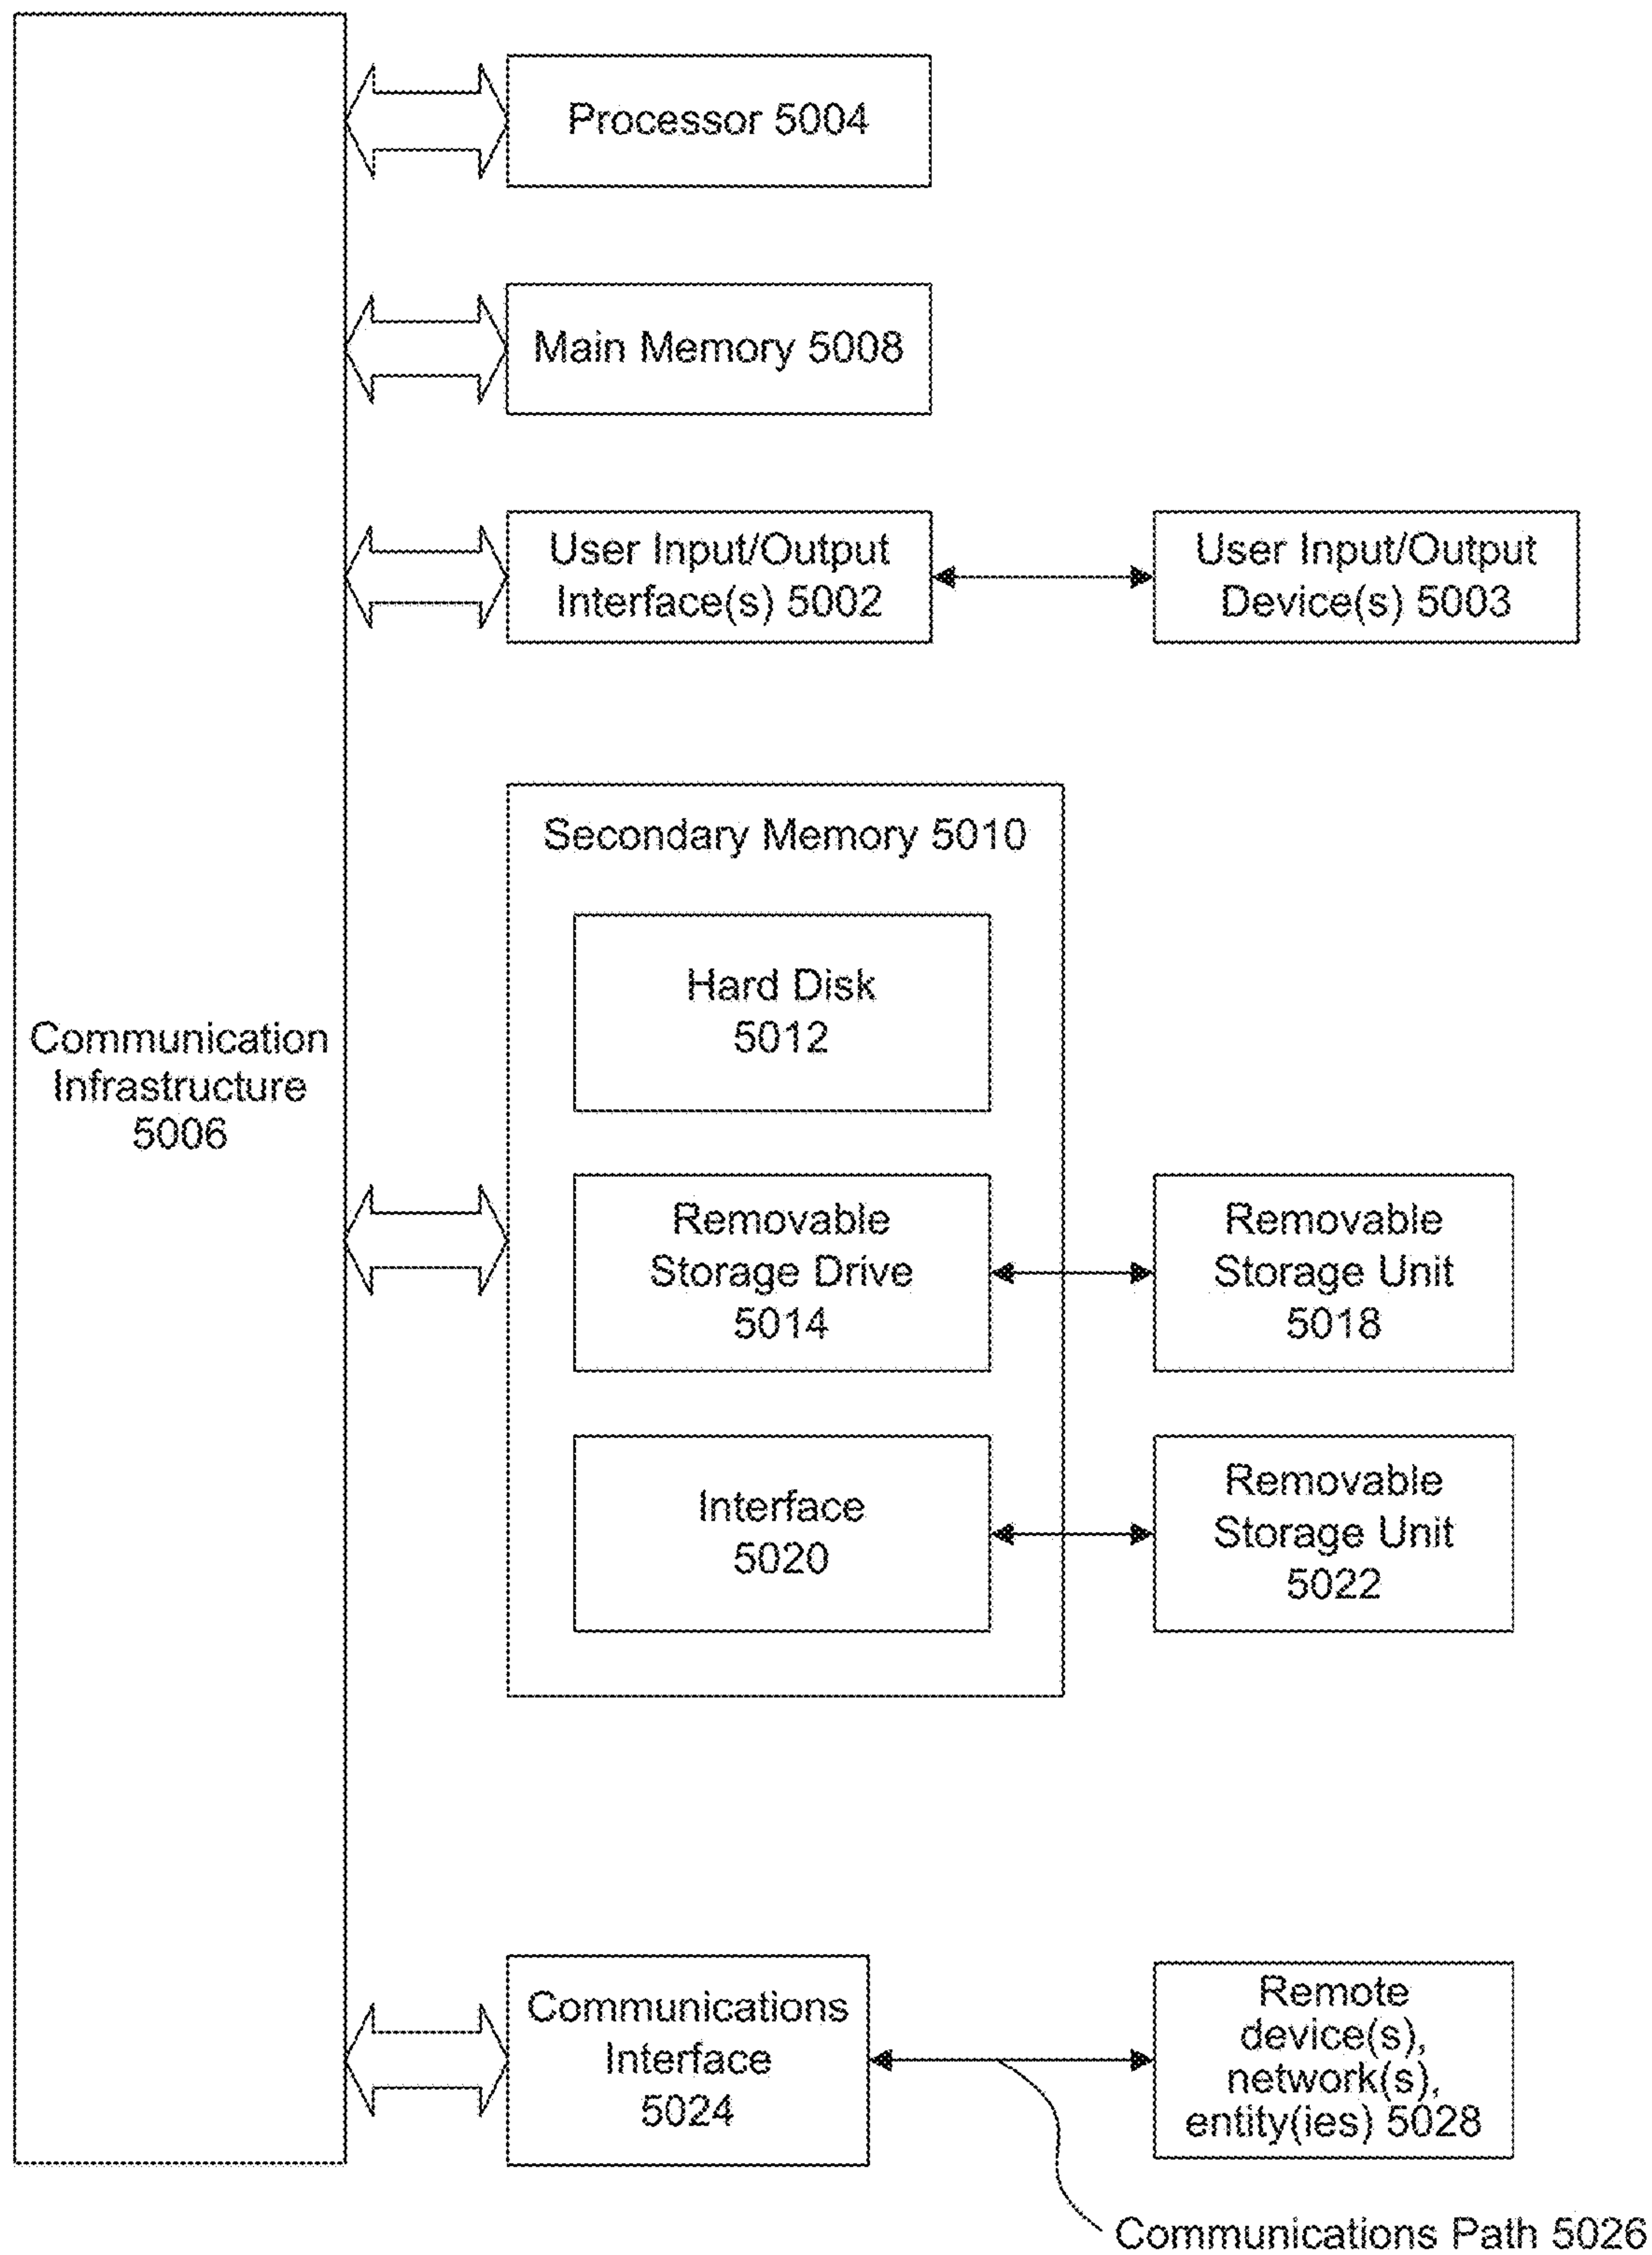 Processor 5004
Main Memory 5008
User Input/Output
Interface(s) 5002
User Input/Output
Device(s) 5003
Secondary Memory 5010
Hard Disk
5012
Communication
Infrastructure
5006
Removable
Storage Drive
5014
Removable
Storage Unit
5018
Interface
5020
Removable
Storage Unit
5022
Communications
Interface
5024
Remote
device(s),
network(s),
entity(ies) 5028
Communications Path 5026